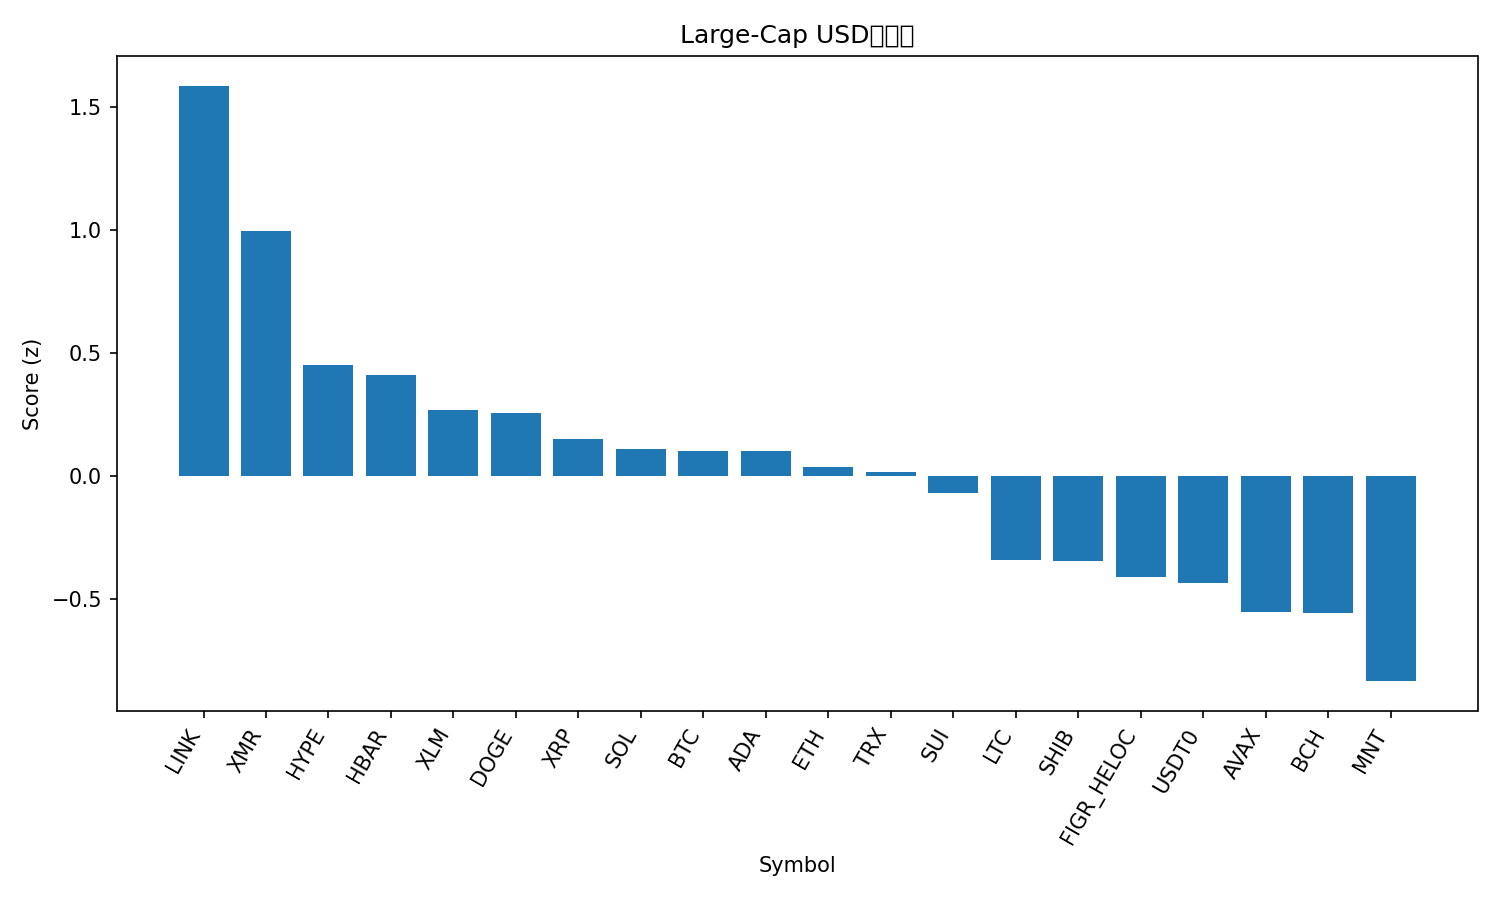 Large-Cap USD
Score (z)
1.5
1.0
0.5
0.0
−0.5
LINK
XMR
HYPE
HBAR
XLM
DOGE
XRP
SOL
BTC
ADA
ETH
TRX
SUI
LTC
SHIB
FIGR_HELOC
USDT0
AVAX
BCH
MNT
Symbol